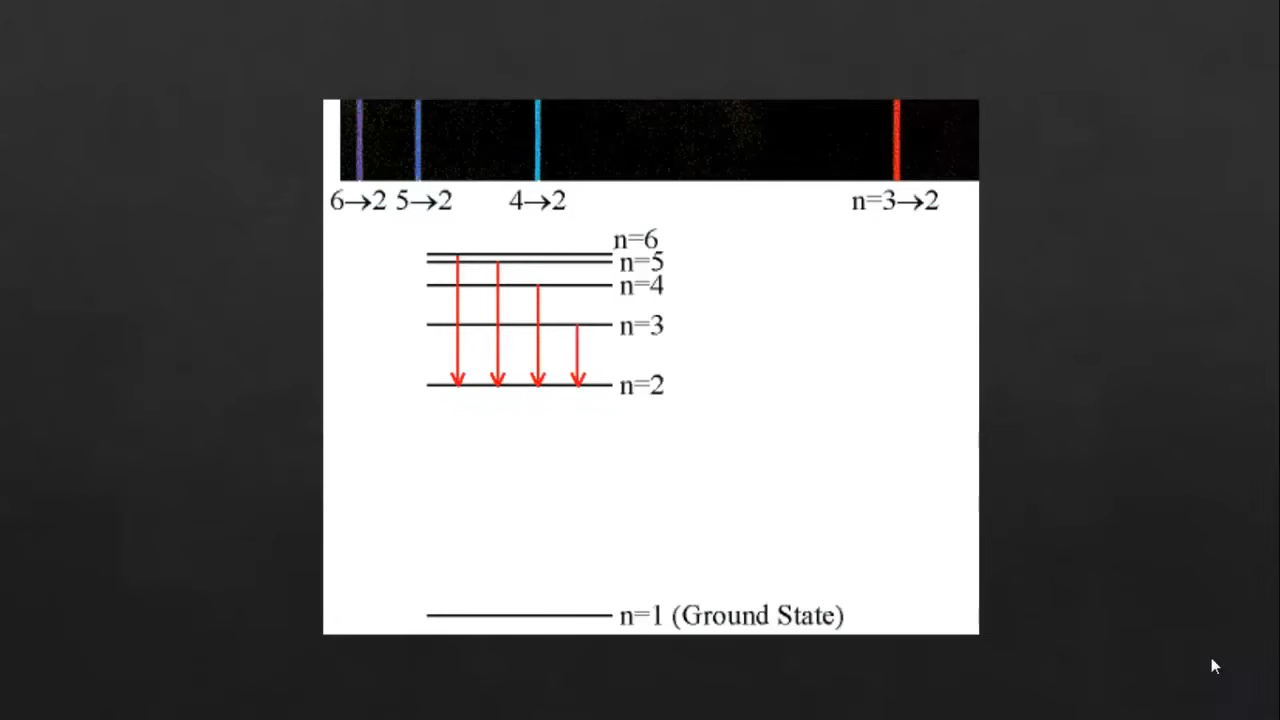 6→2 5→2 4→2 n=3→2
n=6
n=5
n=4
n=3
n=2
n=1 (Ground State)